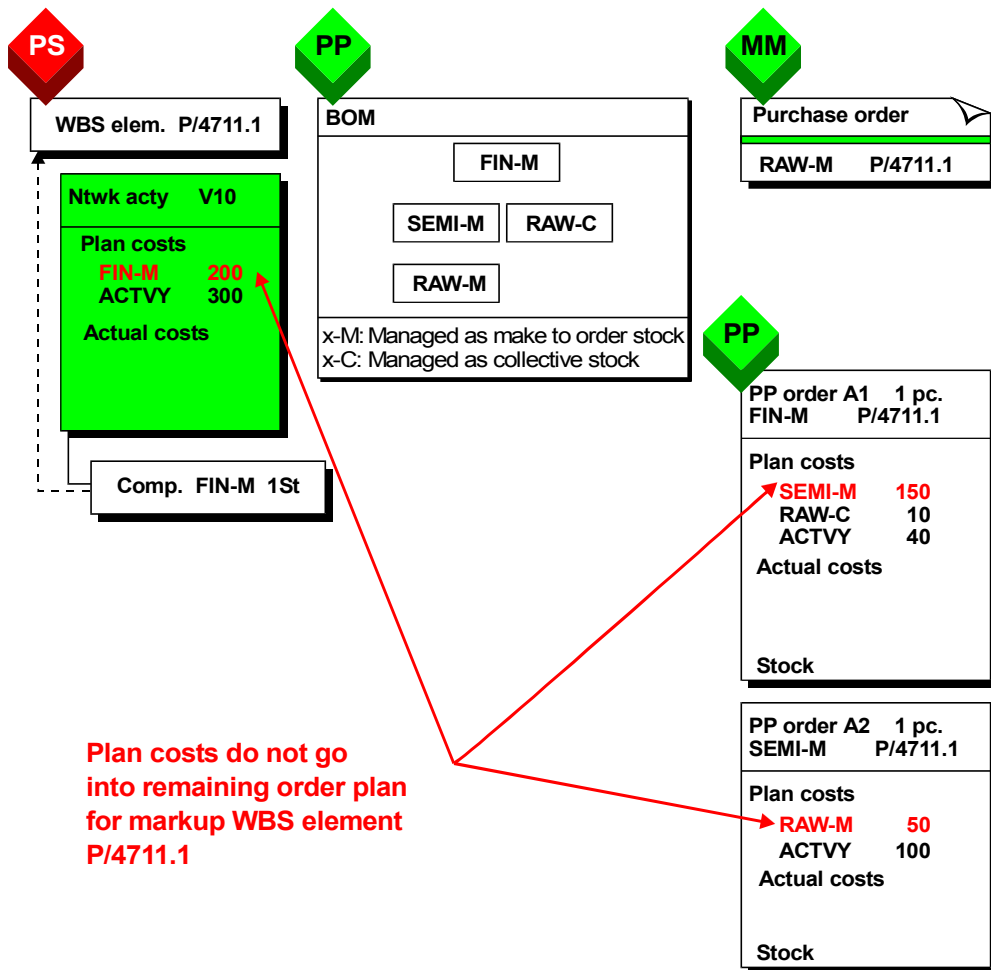 PS
PP
MM
WBS elem. P/4711.1
BOM
Purchase order
FIN-M
RAW-M P/4711.1
Ntwk acty V10
SEMI-M RAW-C
Plan costs
FIN-M 200
ACTVY 300
RAW-M
Actual costs
x-M: Managed as make to order stock
x-C: Managed as collective stock
PP
PP order A1 1 pc.
FIN-M P/4711.1
Comp. FIN-M 1St
Plan costs
SEMI-M 150
RAW-C 10
ACTVY 40
Actual costs
Stock
Plan costs do not go
into remaining order plan
for markup WBS element
P/4711.1
PP order A2 1 pc.
SEMI-M P/4711.1
Plan costs
RAW-M 50
ACTVY 100
Actual costs
Stock